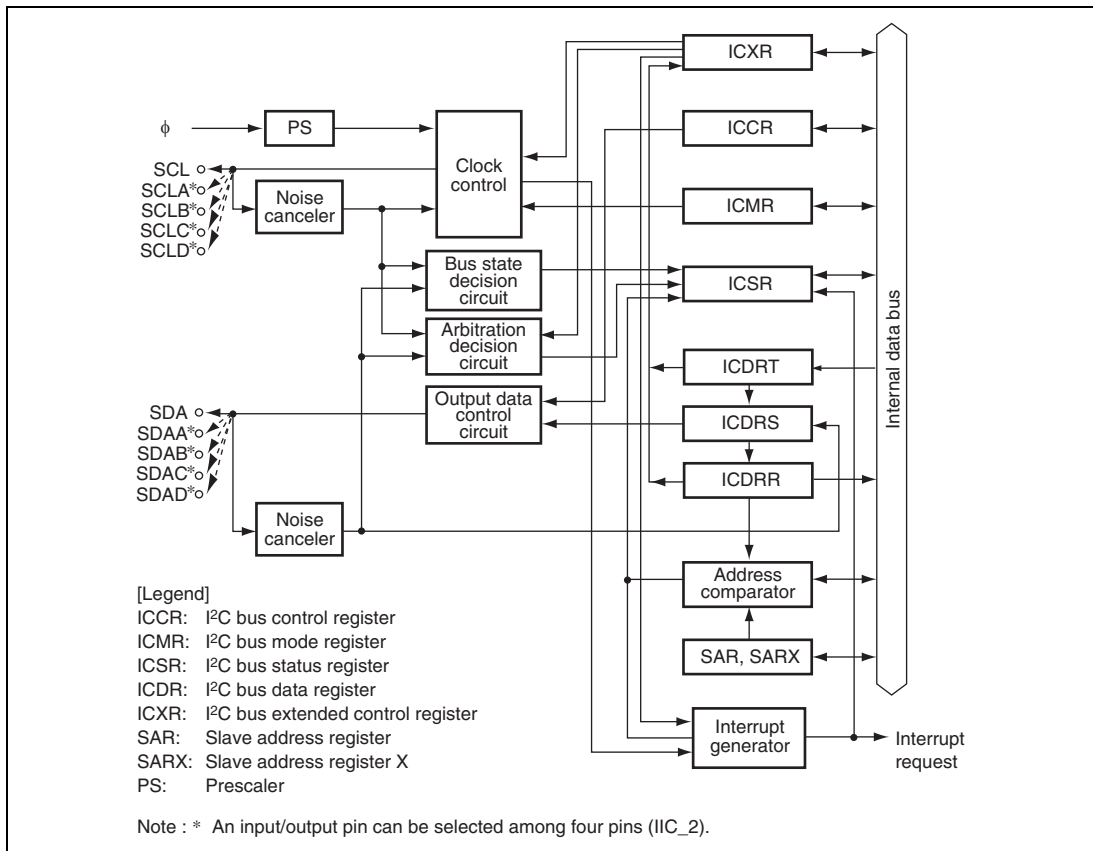 ICXR
φ
PS
ICCR
SCL
SCLA*
SCLB*
SCLC*
SCLD*
Noise
canceler
Clock
control
ICMR
Bus state
decision
circuit
ICSR
Arbitration
decision
circuit
ICDRT
Internal data bus
SDA
SDAA*
SDAB*
SDAC*
SDAD*
Output data
control
circuit
ICDRS
ICDRR
Noise
canceler
Address
comparator
SAR, SARX
Interrupt
generator
Interrupt
request
[Legend]
ICCR: I²C bus control register
ICMR: I²C bus mode register
ICSR: I²C bus status register
ICDR: I²C bus data register
ICXR: I²C bus extended control register
SAR: Slave address register
SARX: Slave address register X
PS: Prescaler
Note : * An input/output pin can be selected among four pins (IIC_2).